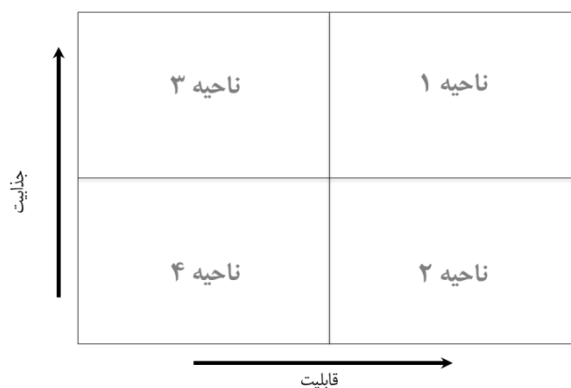 ناحیه ۱
ناحیه ۳
جذابیت
ناحیه ۲
ناحیه ۴
قابلیت